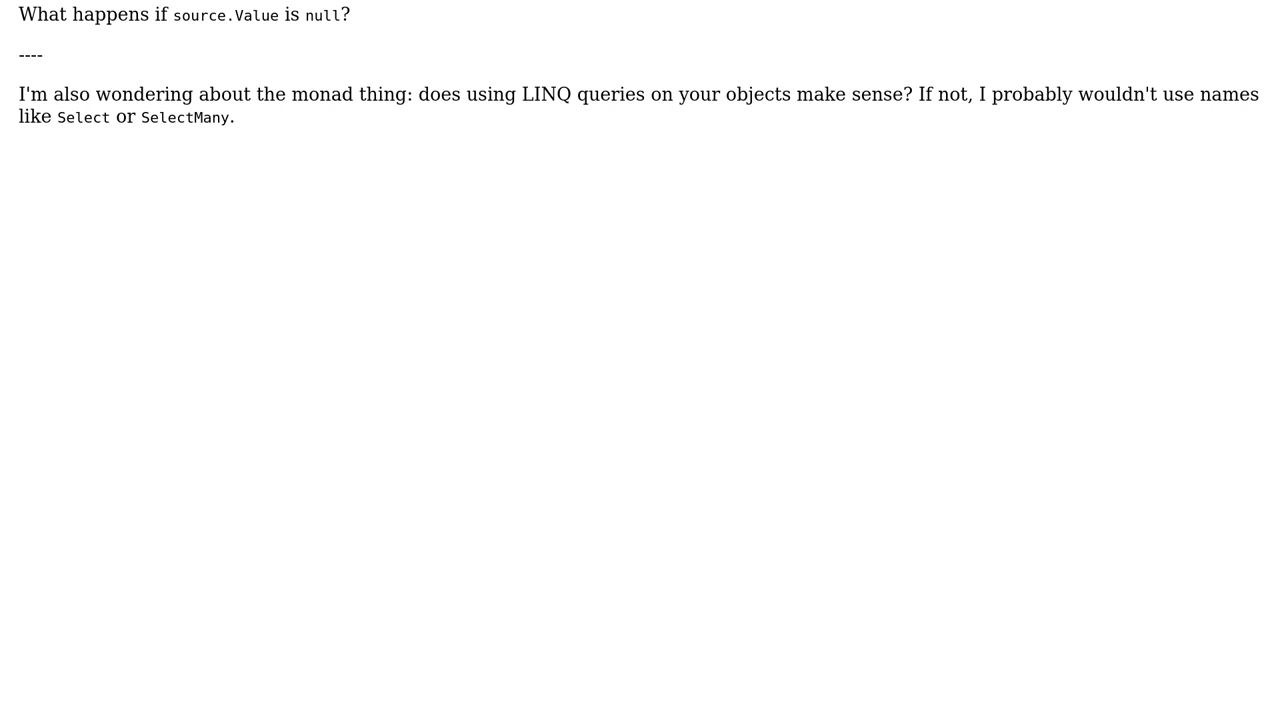 What happens if source.Value is null?
----
I'm also wondering about the monad thing: does using LINQ queries on your objects make sense? If not, I probably wouldn't use names
like Select or SelectMany.